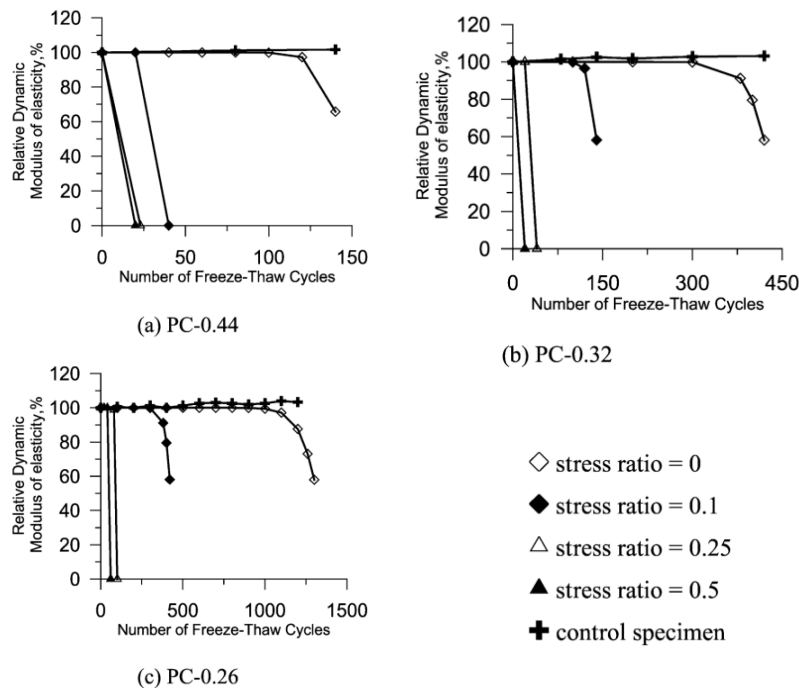 120
100
80
60
40
20
0
Relative Dynamic
Modulus of elasticity,%
0 50 100 150
Number of Freeze-Thaw Cycles
(a) PC-0.44
120
100
80
60
40
20
0
Relative Dynamic
Modulus of elasticity,%
0 150 300 450
Number of Freeze-Thaw Cycles
(b) PC-0.32
120
100
80
60
40
20
0
Relative Dynamic
Modulus of elasticity,%
0 500 1000 1500
Number of Freeze-Thaw Cycles
(c) PC-0.26
stress ratio = 0
stress ratio = 0.1
stress ratio = 0.25
stress ratio = 0.5
control specimen